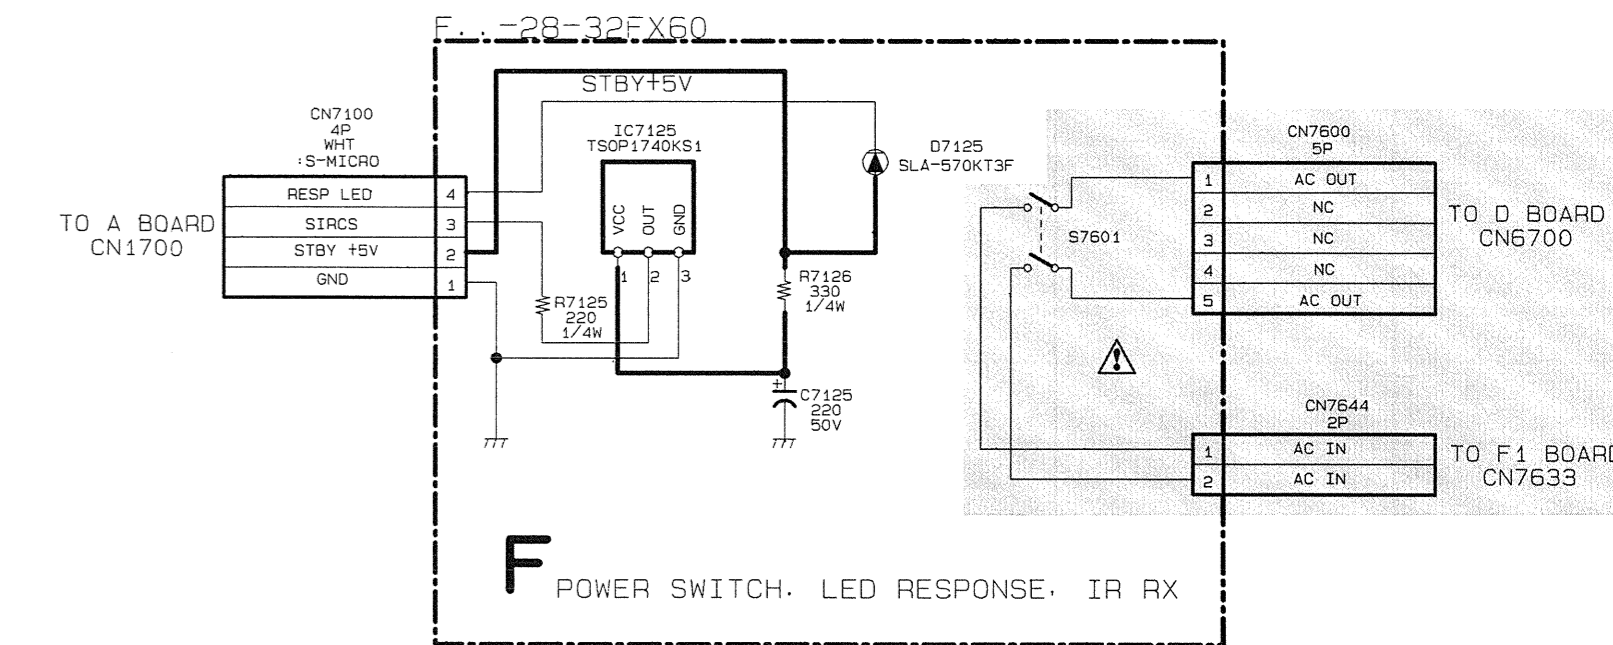 F..-28-32FX60
STBY+5V
CN7100
4P
WHT
:S-MICRO
TO A BOARD
CN1700
RESP LED 4
SIRCS 3
STBY +5V 2
GND 1
IC7125
TSOP1740KS1
VCC OUT GND
1 2 3
R7125
220
1/4W
D7125
SLA-570KT3F
R7126
330
1/4W
+
C7125
220
50V
S7601
CN7600
5P
1 AC OUT
2 NC
3 NC
4 NC
5 AC OUT
TO D BOARD
CN6700
!
CN7644
2P
1 AC IN
2 AC IN
TO F1 BOARD
CN7633
F POWER SWITCH. LED RESPONSE, IR RX